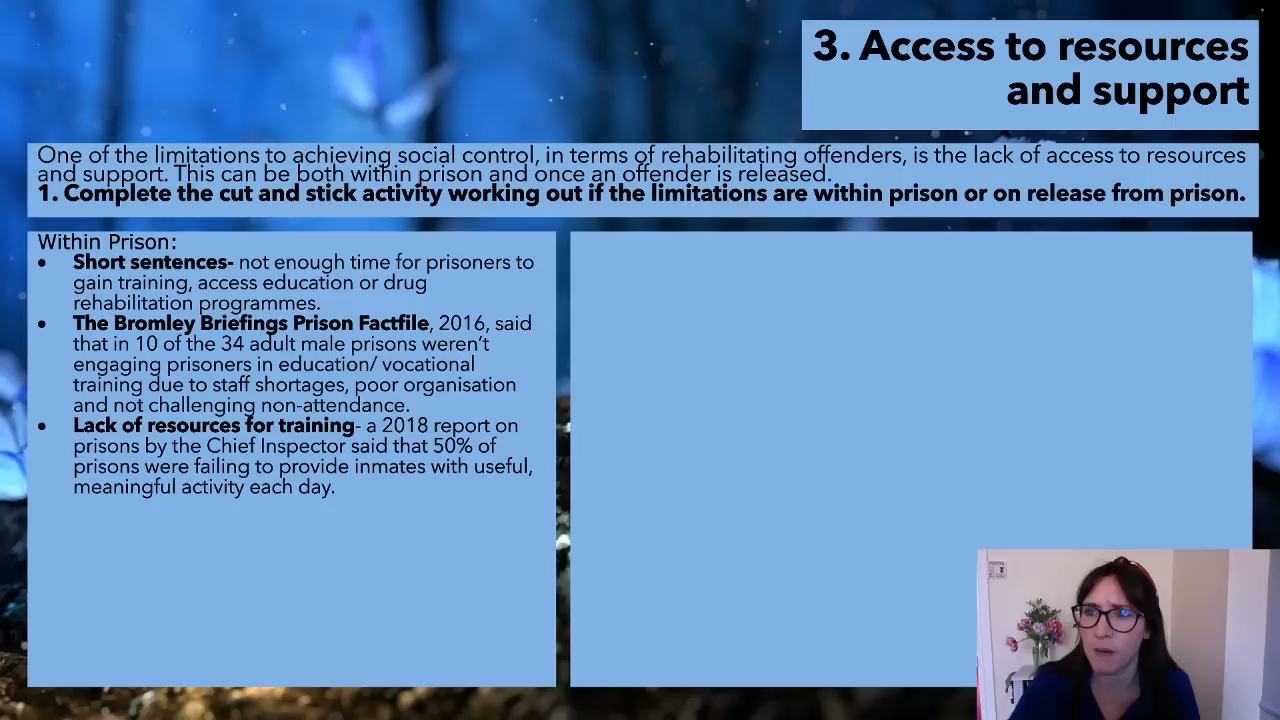 3. Access to resources
and support
One of the limitations to achieving social control, in terms of rehabilitating offenders, is the lack of access to resources
and support. This can be both within prison and once an offender is released.
1. Complete the cut and stick activity working out if the limitations are within prison or on release from prison.
Within Prison:
• Short sentences- not enough time for prisoners to
gain training, access education or drug
rehabilitation programmes.
• The Bromley Briefings Prison Factfile, 2016, said
that in 10 of the 34 adult male prisons weren't
engaging prisoners in education/ vocational
training due to staff shortages, poor organisation
and not challenging non-attendance.
• Lack of resources for training- a 2018 report on
prisons by the Chief Inspector said that 50% of
prisons were failing to provide inmates with useful,
meaningful activity each day.